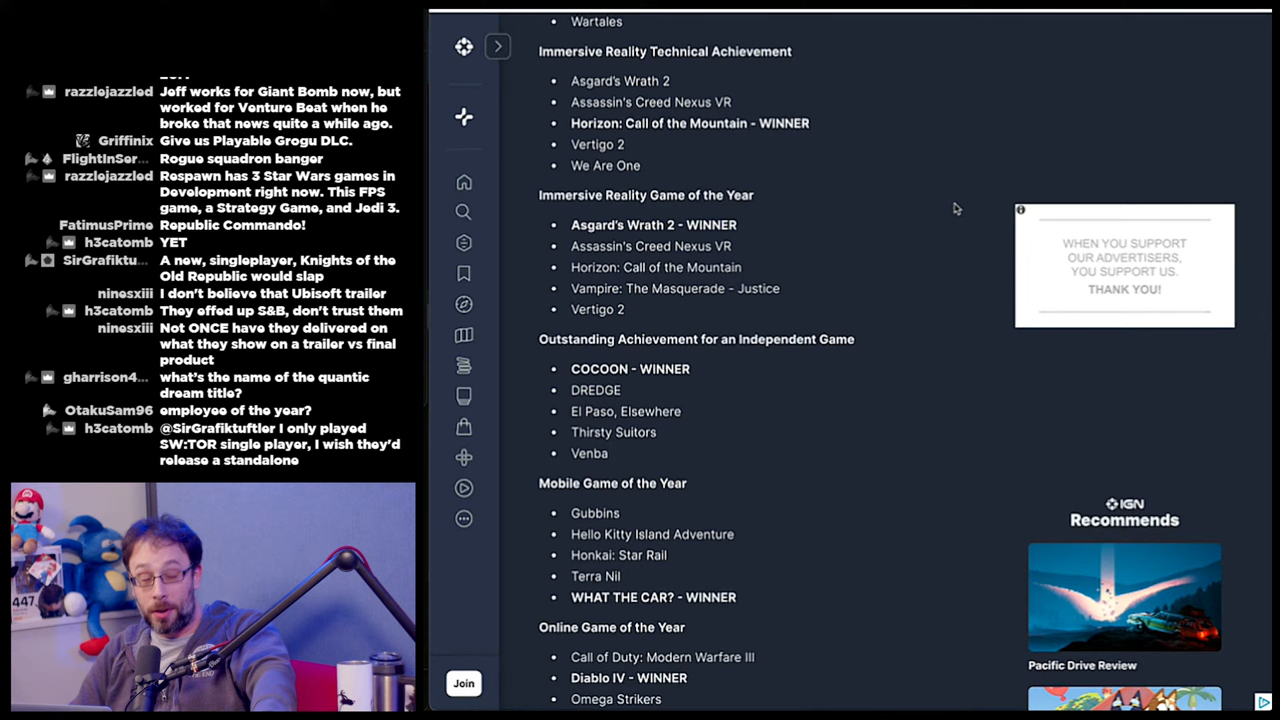 razzlejazzled Jeff works for Giant Bomb now, but
worked for Venture Beat when he
broke that news quite a while ago.
Griffinix Give us Playable Grogu DLC.
FlightInSer... Rogue squadron banger
razzlejazzled Respawn has 3 Star Wars games in
Development right now. This FPS
game, a Strategy Game, and Jedi 3.
FatimusPrime Republic Commando!
h3catomb YET
SirGrafiktu... A new, singleplayer, Knights of the
Old Republic would slap
ninesxiii I don't believe that Ubisoft trailer
h3catomb They effed up S&B, don't trust them
ninesxiii Not ONCE have they delivered on
what they show on a trailer vs final
product
gharrison4... what's the name of the quantic
dream title?
OtakuSam96 employee of the year?
h3catomb @SirGrafiktuftler I only played
SW:TOR single player, I wish they'd
release a standalone
447
Wartales
Immersive Reality Technical Achievement
• Asgard's Wrath 2
• Assassin's Creed Nexus VR
• Horizon: Call of the Mountain - WINNER
• Vertigo 2
• We Are One
Immersive Reality Game of the Year
• Asgard's Wrath 2 - WINNER
• Assassin's Creed Nexus VR
• Horizon: Call of the Mountain
• Vampire: The Masquerade - Justice
• Vertigo 2
Outstanding Achievement for an Independent Game
• COCOON - WINNER
• DREDGE
• El Paso, Elsewhere
• Thirsty Suitors
• Venba
Mobile Game of the Year
• Gubbins
• Hello Kitty Island Adventure
• Honkai: Star Rail
• Terra Nil
• WHAT THE CAR? - WINNER
Online Game of the Year
• Call of Duty: Modern Warfare III
• Diablo IV - WINNER
• Omega Strikers
Join
WHEN YOU SUPPORT
OUR ADVERTISERS,
YOU SUPPORT US.
THANK YOU!
IGN
Recommends
Pacific Drive Review